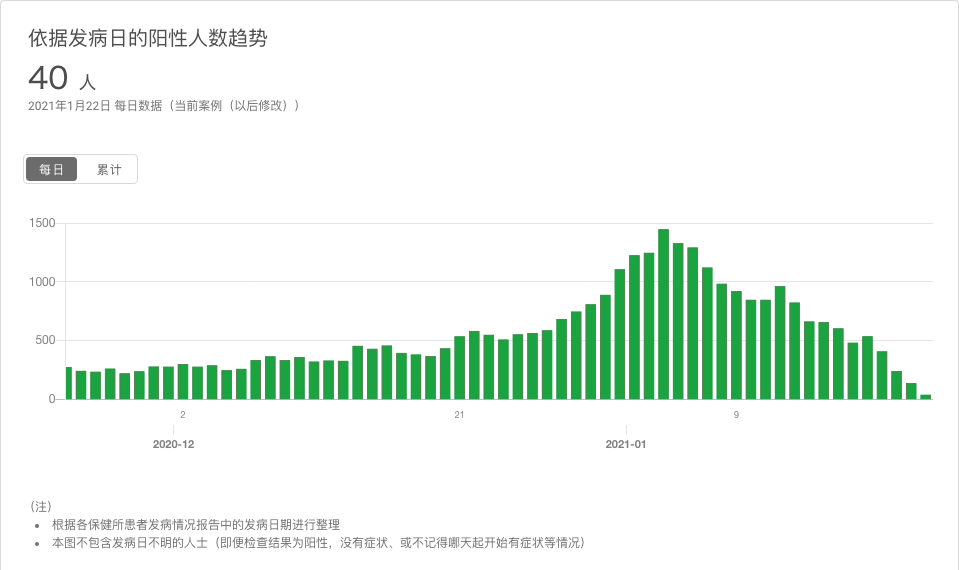 依据发病日的阳性人数趋势
40 人
2021年1月22日 每日数据（当前案例（以后修改））
每日 累计
1500
1000
500
0
2 21 9
2020-12 2021-01
（注）
• 根据各保健所患者发病情况报告中的发病日期进行整理
• 本图不包含发病日不明的人士（即便检查结果为阳性，没有症状、或不记得哪天起开始有症状等情况）